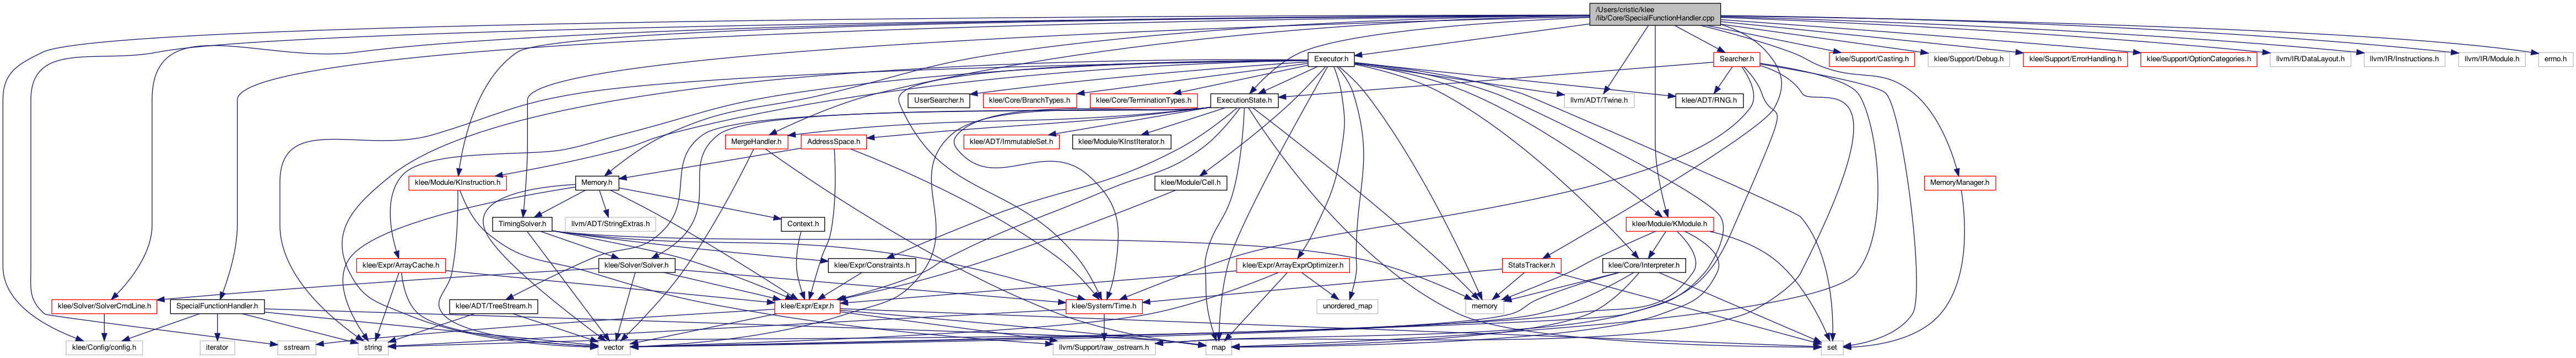 /Users/cristic/klee
/lib/Core/SpecialFunctionHandler.cpp
Executor.h
Searcher.h
klee/Support/Casting.h
klee/Support/Debug.h
klee/Support/ErrorHandling.h
klee/Support/OptionCategories.h
llvm/IR/DataLayout.h
llvm/IR/Instructions.h
llvm/IR/Module.h
errno.h
UserSearcher.h
klee/Core/BranchTypes.h
klee/Core/TerminationTypes.h
ExecutionState.h
llvm/ADT/Twine.h
klee/ADT/RNG.h
MergeHandler.h
AddressSpace.h
klee/ADT/ImmutableSet.h
klee/Module/KInstIterator.h
klee/Module/KInstruction.h
Memory.h
klee/Module/Cell.h
MemoryManager.h
TimingSolver.h
llvm/ADT/StringExtras.h
Context.h
klee/Module/KModule.h
klee/Expr/ArrayCache.h
klee/Solver/Solver.h
klee/Expr/Constraints.h
klee/Expr/ArrayExprOptimizer.h
StatsTracker.h
klee/Core/Interpreter.h
klee/Solver/SolverCmdLine.h
SpecialFunctionHandler.h
klee/ADT/TreeStream.h
klee/Expr/Expr.h
klee/System/Time.h
unordered_map
memory
klee/Config/config.h
iterator
sstream
string
vector
llvm/Support/raw_ostream.h
map
set